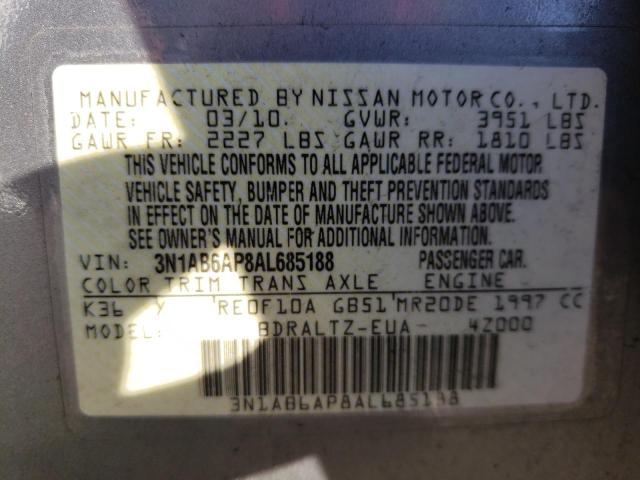 MANUFACTURED BY NISSAN MOTOR CO., LTD.
DATE: 03/10 GVWR: 3951 LBS
GAWR FR: 2227 LBS GAWR RR: 1810 LBS
THIS VEHICLE CONFORMS TO ALL APPLICABLE FEDERAL MOTOR
VEHICLE SAFETY, BUMPER AND THEFT PREVENTION STANDARDS
IN EFFECT ON THE DATE OF MANUFACTURE SHOWN ABOVE.
SEE OWNER'S MANUAL FOR ADDITIONAL INFORMATION.
VIN: 3N1AB6AP8AL685188 PASSENGER CAR.
COLOR TRIM TRANS AXLE ENGINE
K36 Y RE0F10A GB51 MR20DE 1997 CC
MODEL: BDRALTZ-EUA- 4Z000
3N1AB6AP8AL685188